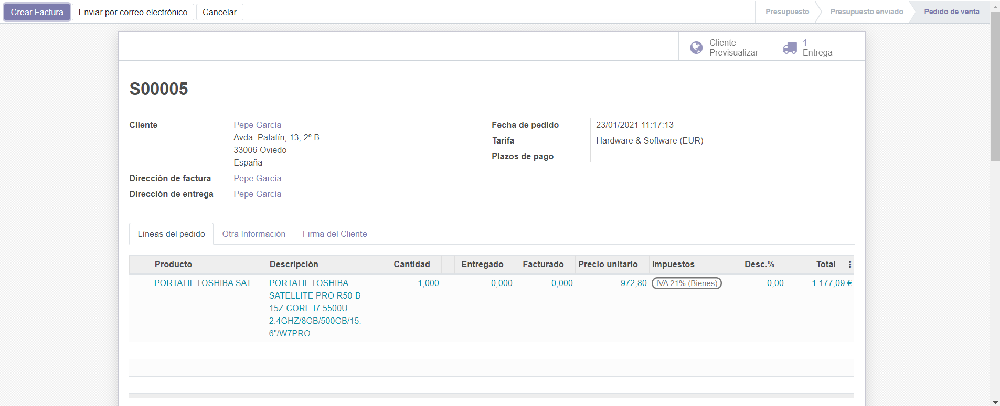 Crear Factura Enviar por correo electrónico Cancelar Presupuesto Presupuesto enviado Pedido de venta
Cliente
Previsualizar
1
Entrega
S00005
Cliente Pepe García
Avda. Patatín, 13, 2º B
33006 Oviedo
España
Dirección de factura Pepe García
Dirección de entrega Pepe García
Fecha de pedido 23/01/2021 11:17:13
Tarifa Hardware & Software (EUR)
Plazos de pago
Líneas del pedido Otra Información Firma del Cliente
Producto Descripción Cantidad Entregado Facturado Precio unitario Impuestos Desc.% Total
PORTATIL TOSHIBA SAT... PORTATIL TOSHIBA 1,000 0,000 0,000 972,80 IVA 21% (Bienes) 0,00 1.177,09 €
SATELLITE PRO R50-B-
15Z CORE I7 5500U
2.4GHZ/8GB/500GB/15.
6"/W7PRO